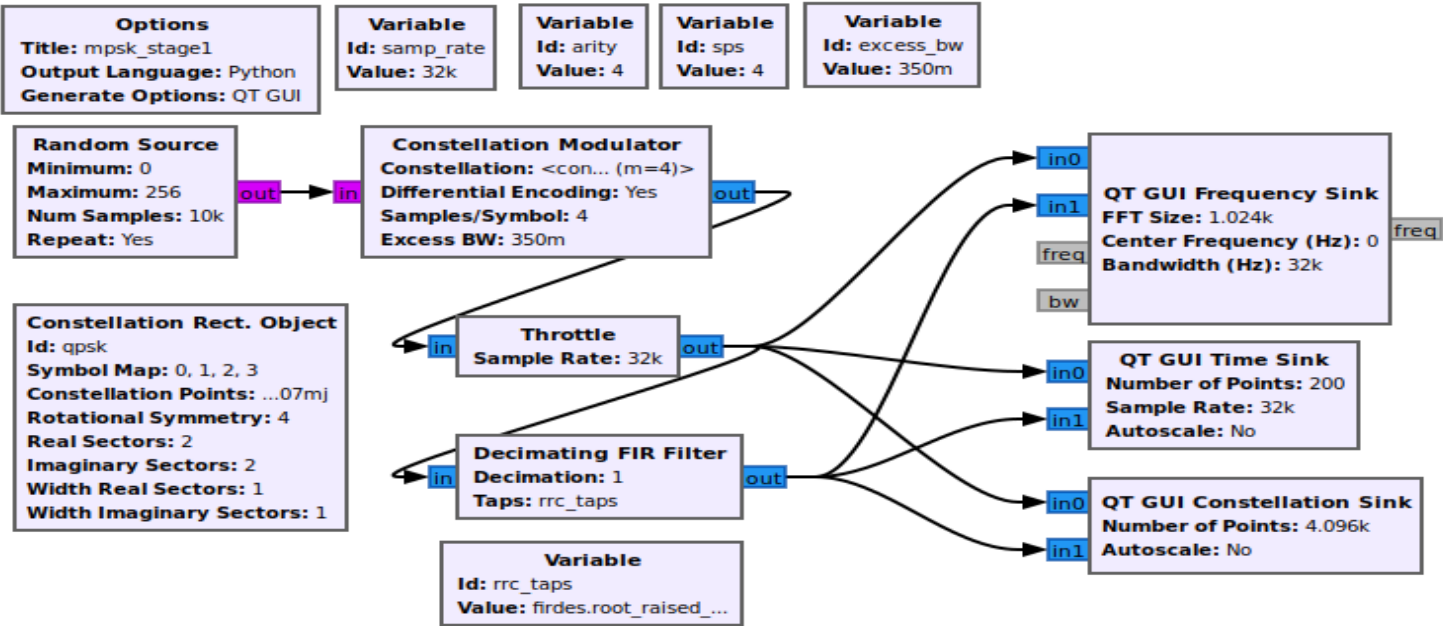 Options
Title: mpsk_stage1
Output Language: Python
Generate Options: QT GUI
Variable
Id: samp_rate
Value: 32k
Variable
Id: arity
Value: 4
Variable
Id: sps
Value: 4
Variable
Id: excess_bw
Value: 350m
Random Source
Minimum: 0
Maximum: 256
Num Samples: 10k
Repeat: Yes
out
in
Constellation Modulator
Constellation: <con... (m=4)>
Differential Encoding: Yes
Samples/Symbol: 4
Excess BW: 350m
out
in0
in1
freq
bw
QT GUI Frequency Sink
FFT Size: 1.024k
Center Frequency (Hz): 0
Bandwidth (Hz): 32k
freq
Constellation Rect. Object
Id: qpsk
Symbol Map: 0, 1, 2, 3
Constellation Points: ...07mj
Rotational Symmetry: 4
Real Sectors: 2
Imaginary Sectors: 2
Width Real Sectors: 1
Width Imaginary Sectors: 1
in
Throttle
Sample Rate: 32k
out
in0
in1
QT GUI Time Sink
Number of Points: 200
Sample Rate: 32k
Autoscale: No
in
Decimating FIR Filter
Decimation: 1
Taps: rrc_taps
out
in0
in1
QT GUI Constellation Sink
Number of Points: 4.096k
Autoscale: No
Variable
Id: rrc_taps
Value: firdes.root_raised_...